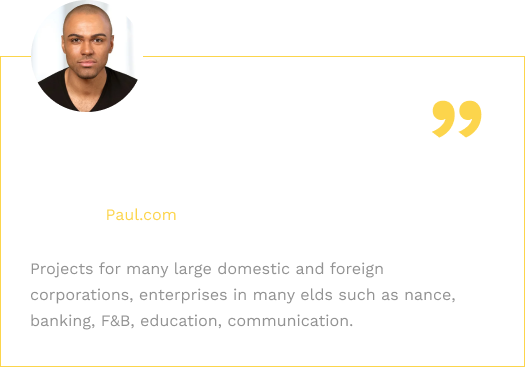 ”
Paul.com
Projects for many large domestic and foreign
corporations, enterprises in many elds such as nance,
banking, F&B, education, communication.